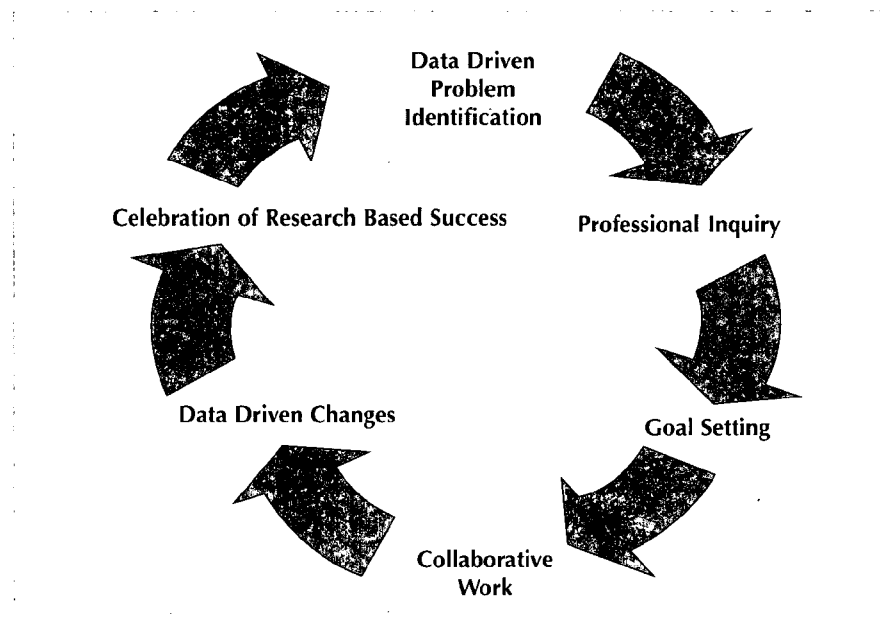 Data Driven
Problem
Identification
Professional Inquiry
Goal Setting
Collaborative
Work
Data Driven Changes
Celebration of Research Based Success